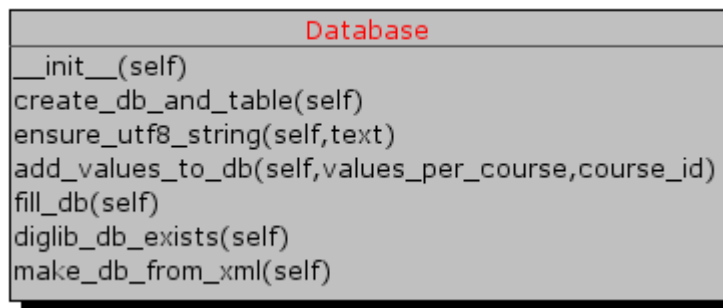 Database
__init__(self)
create_db_and_table(self)
ensure_utf8_string(self,text)
add_values_to_db(self,values_per_course,course_id)
fill_db(self)
diglib_db_exists(self)
make_db_from_xml(self)